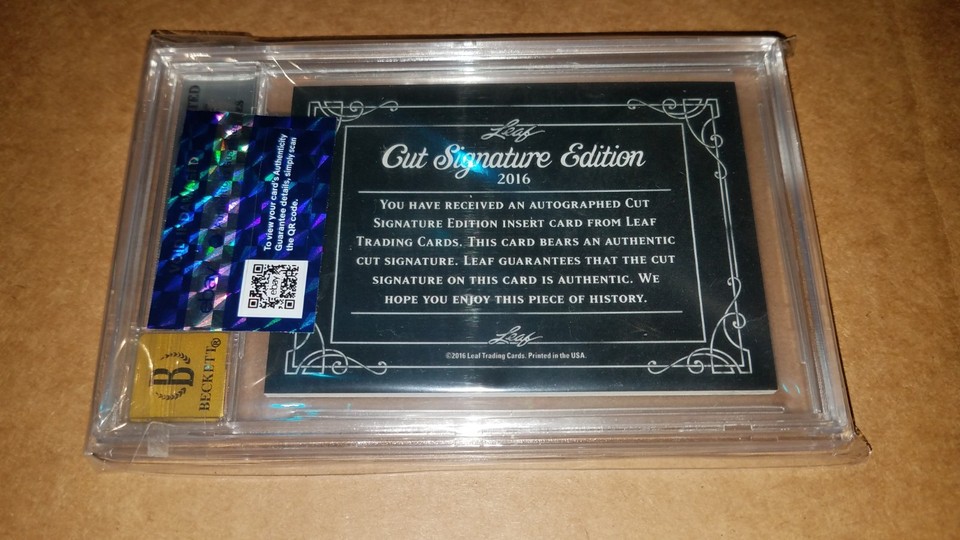 Leaf
Cut Signature Edition
2016
You have received an autographed Cut
Signature Edition insert card from Leaf
Trading Cards. This card bears an authentic
cut signature. Leaf guarantees that the cut
signature on this card is authentic. We
hope you enjoy this piece of history.
Leaf
©2016 Leaf Trading Cards. Printed in the USA.
To view your card's Authenticity
Guarantee details, simply scan
the QR code.
ebay
B
BECKETT®